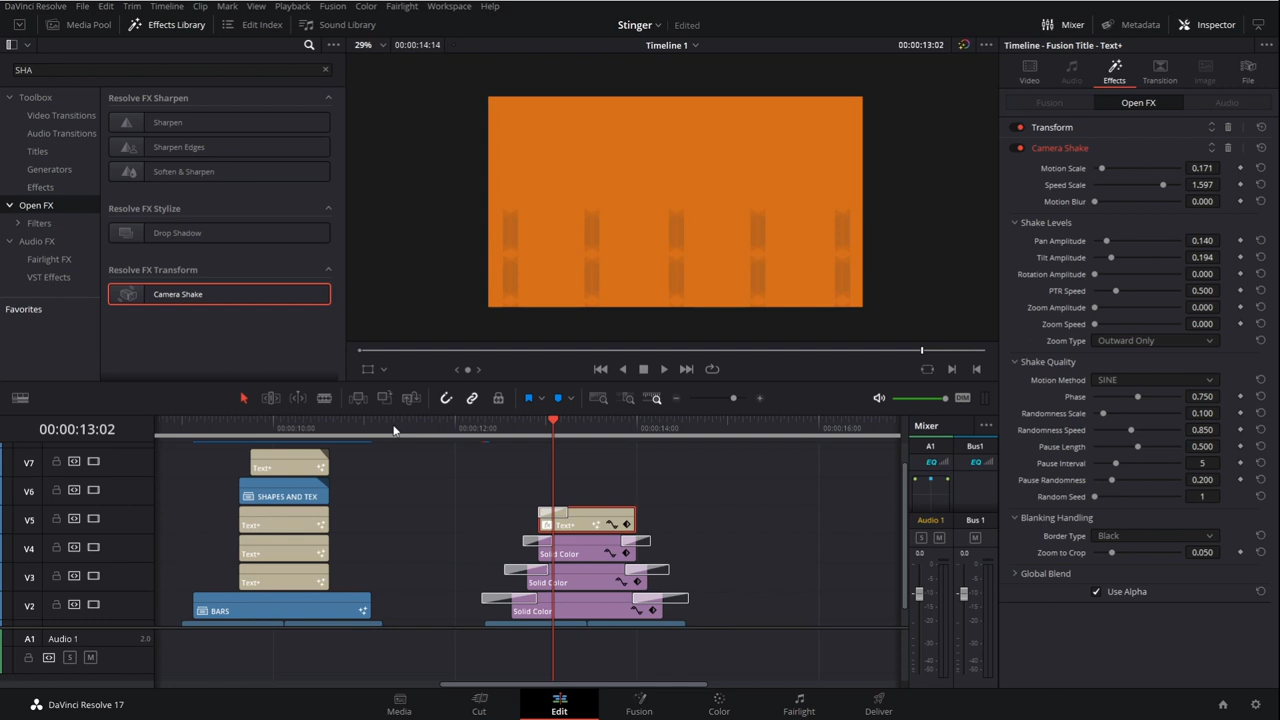 DaVinci Resolve File Edit Trim Timeline Clip Mark View Playback Fusion Color Fairlight Workspace Help
Media Pool Effects Library Edit Index Sound Library Stinger Edited Mixer Metadata Inspector
29% 00:00:14:14 Timeline 1 00:00:13:02 Timeline - Fusion Title - Text+
SHA
Video Audio Effects Transition Image File
Toolbox
Video Transitions
Audio Transitions
Titles
Generators
Effects
Open FX
Filters
Audio FX
Fairlight FX
VST Effects
Favorites
Resolve FX Sharpen
Sharpen
Sharpen Edges
Soften & Sharpen
Resolve FX Stylize
Drop Shadow
Resolve FX Transform
Camera Shake
Fusion Open FX Audio
Transform
Camera Shake
Motion Scale 0.171
Speed Scale 1.597
Motion Blur 0.000
Shake Levels
Pan Amplitude 0.140
Tilt Amplitude 0.194
Rotation Amplitude 0.000
PTR Speed 0.500
Zoom Amplitude 0.000
Zoom Speed 0.000
Zoom Type Outward Only
Shake Quality
Motion Method SINE
Phase 0.750
Randomness Scale 0.100
Randomness Speed 0.850
Pause Length 0.500
Pause Interval 5
Pause Randomness 0.200
Random Seed 1
Blanking Handling
Border Type Black
Zoom to Crop 0.050
Global Blend
Use Alpha
DIM
00:00:13:02
00:00:10:00 00:00:12:00 00:00:14:00 00:00:16:00
V7 Text+
V6 SHAPES AND TEX
V5 Text+ Text+
V4 Text+ Solid Color
V3 Text+ Solid Color
V2 BARS Solid Color
A1 Audio 1 2.0
S M
Mixer
A1 Bus1
EQ EQ
Audio 1 Bus 1
S M M
0.0 0.0
DaVinci Resolve 17
Media Cut Edit Fusion Color Fairlight Deliver